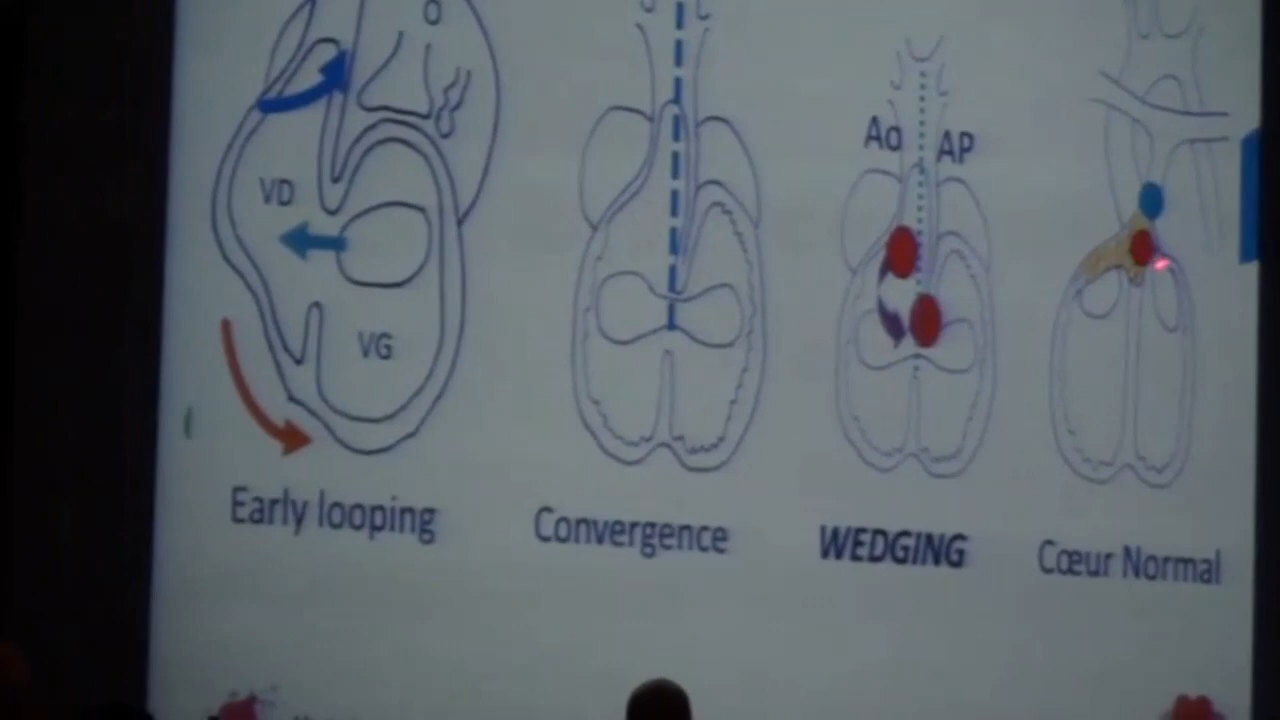 O
VD
VG
Ao
AP
Early looping
Convergence
WEDGING
Cœur Normal